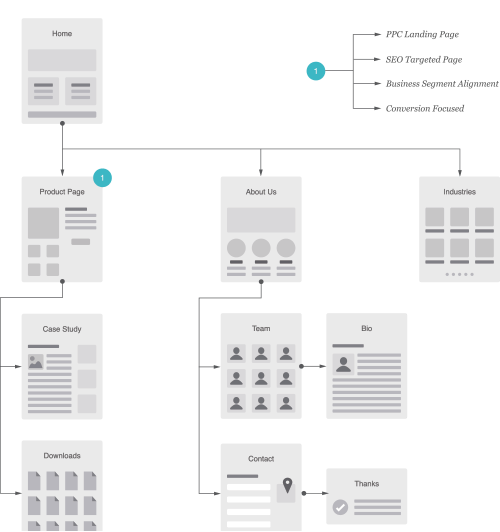 Home
PPC Landing Page
SEO Targeted Page
1
Business Segment Alignment
Conversion Focused
1
Product Page
About Us
Industries
Case Study
Team
Bio
Downloads
Contact
Thanks